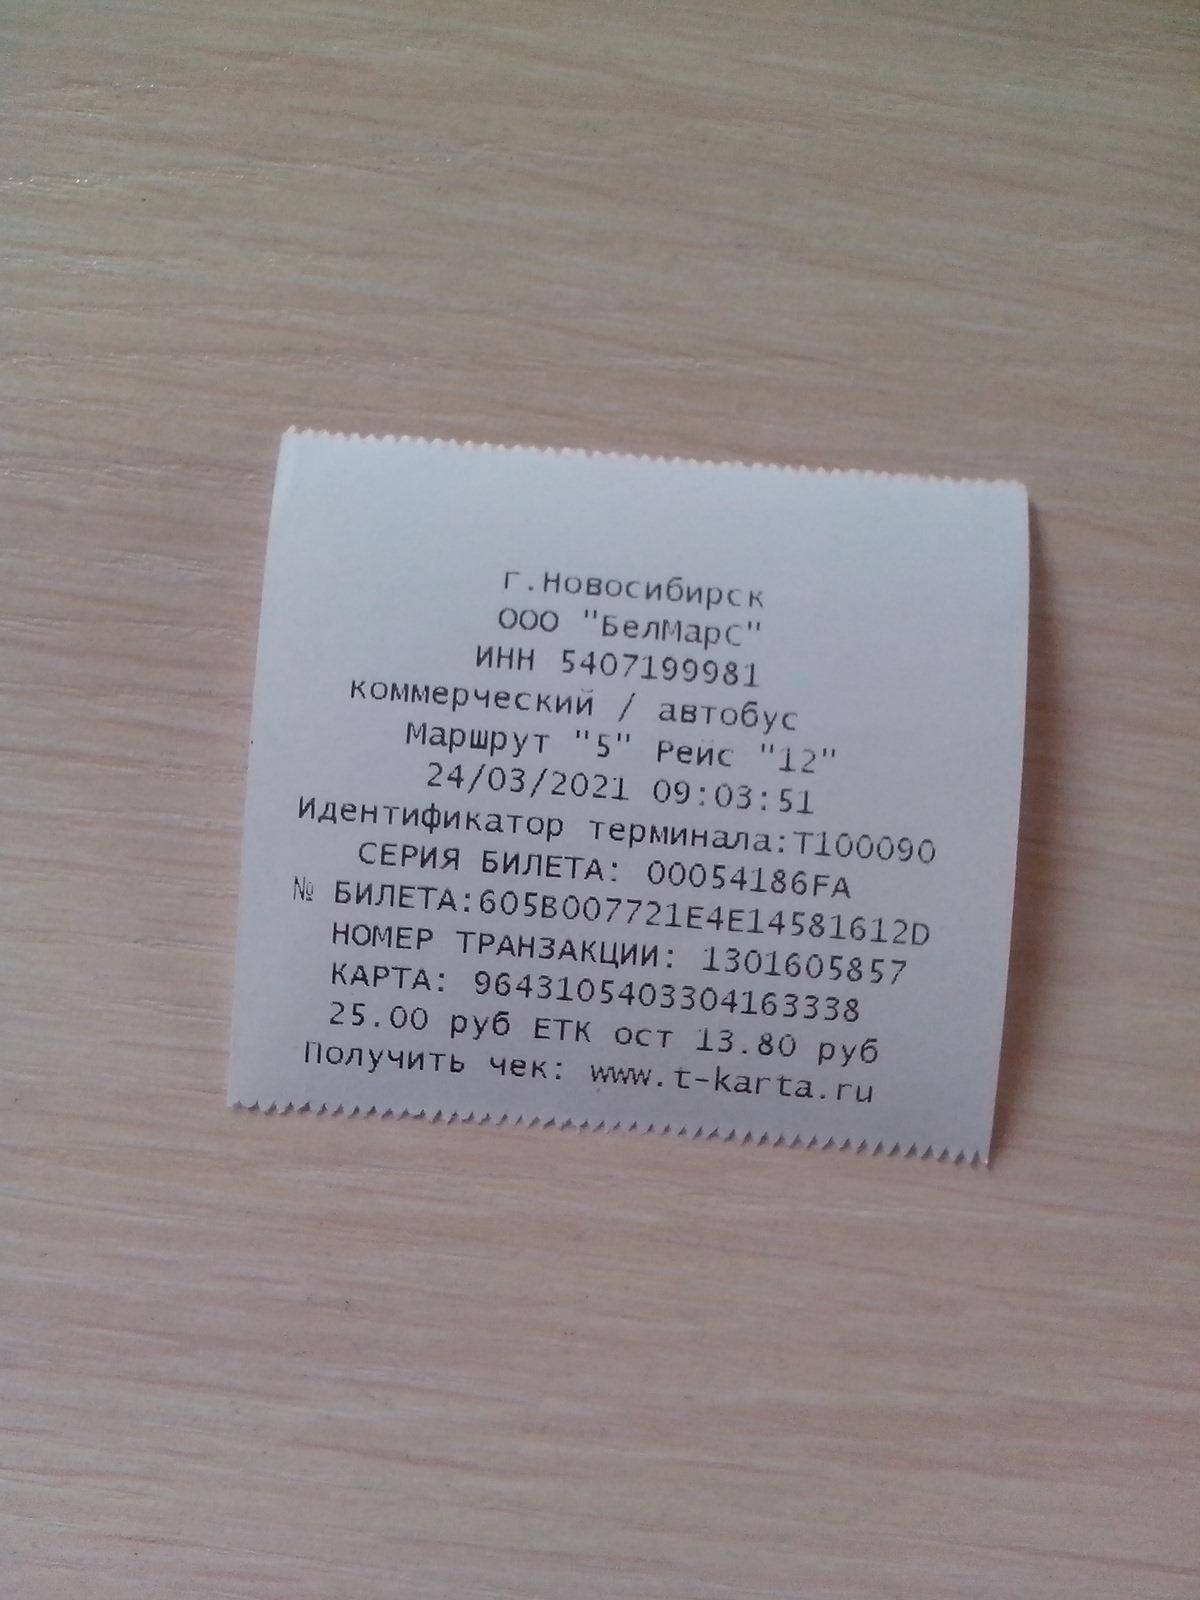 г.Новосибирск
ООО "БелМарС"
ИНН 5407199981
коммерческий / автобус
Маршрут "5" Рейс "12"
24/03/2021 09:03:51
Идентификатор терминала:T100090
СЕРИЯ БИЛЕТА: 00054186FA
№ БИЛЕТА:605B007721E4E14581612D
НОМЕР ТРАНЗАКЦИИ: 1301605857
КАРТА: 9643105403304163338
25.00 руб ЕТК ост 13.80 руб
Получить чек: www.t-karta.ru